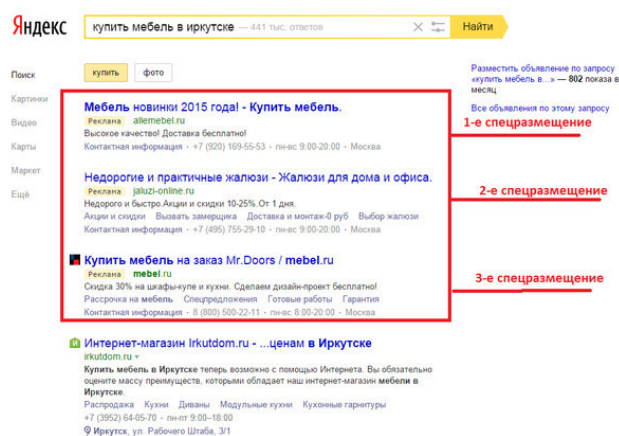 Яндекс
купить мебель в иркутске — 441 тыс. ответов
Найти
Поиск
Картинки
Видео
Карты
Маркет
Ещё
купить
фото
Разместить объявление по запросу
«купить мебель в...» — 802 показа в
месяц
Все объявления по этому запросу
Мебель новинки 2015 года! - Купить мебель.
Реклама allemebel.ru
Высокое качество! Доставка бесплатно!
Контактная информация · +7 (920) 169-55-53 · пн-вс 9:00-20:00 · Москва
1-е спецразмещение
Недорогие и практичные жалюзи - Жалюзи для дома и офиса.
Реклама jaluzi-online.ru
Недорого и быстро.Акции и скидки 10-25%.От 1 дня.
Акции и скидки Вызвать замерщика Доставка и монтаж-0 руб Выбор жалюзи
Контактная информация · +7 (495) 755-29-10 · пн-вс 9:00-20:00 · Москва
2-е спецразмещение
Купить мебель на заказ Mr.Doors / mebel.ru
Реклама mebel.ru
Скидка 30% на шкафы-купе и кухни. Сделаем дизайн-проект бесплатно!
Рассрочка на мебель Спецпредложения Готовые работы Гарантия
Контактная информация · 8 (800) 500-22-11 · пн-вс 8:00-20:00 · Москва
3-е спецразмещение
Интернет-магазин Irkutdom.ru - ...ценам в Иркутске
irkutdom.ru
Купить мебель в Иркутске теперь возможно с помощью Интернета. Вы обязательно
оцените массу преимуществ, которыми обладает наш интернет-магазин мебели в
Иркутске.
Распродажа Кухни Диваны Модульные кухни Кухонные гарнитуры
+7 (3952) 64-05-70 · пн-пт 9:00–18:00
Иркутск, ул. Рабочего Штаба, 3/1